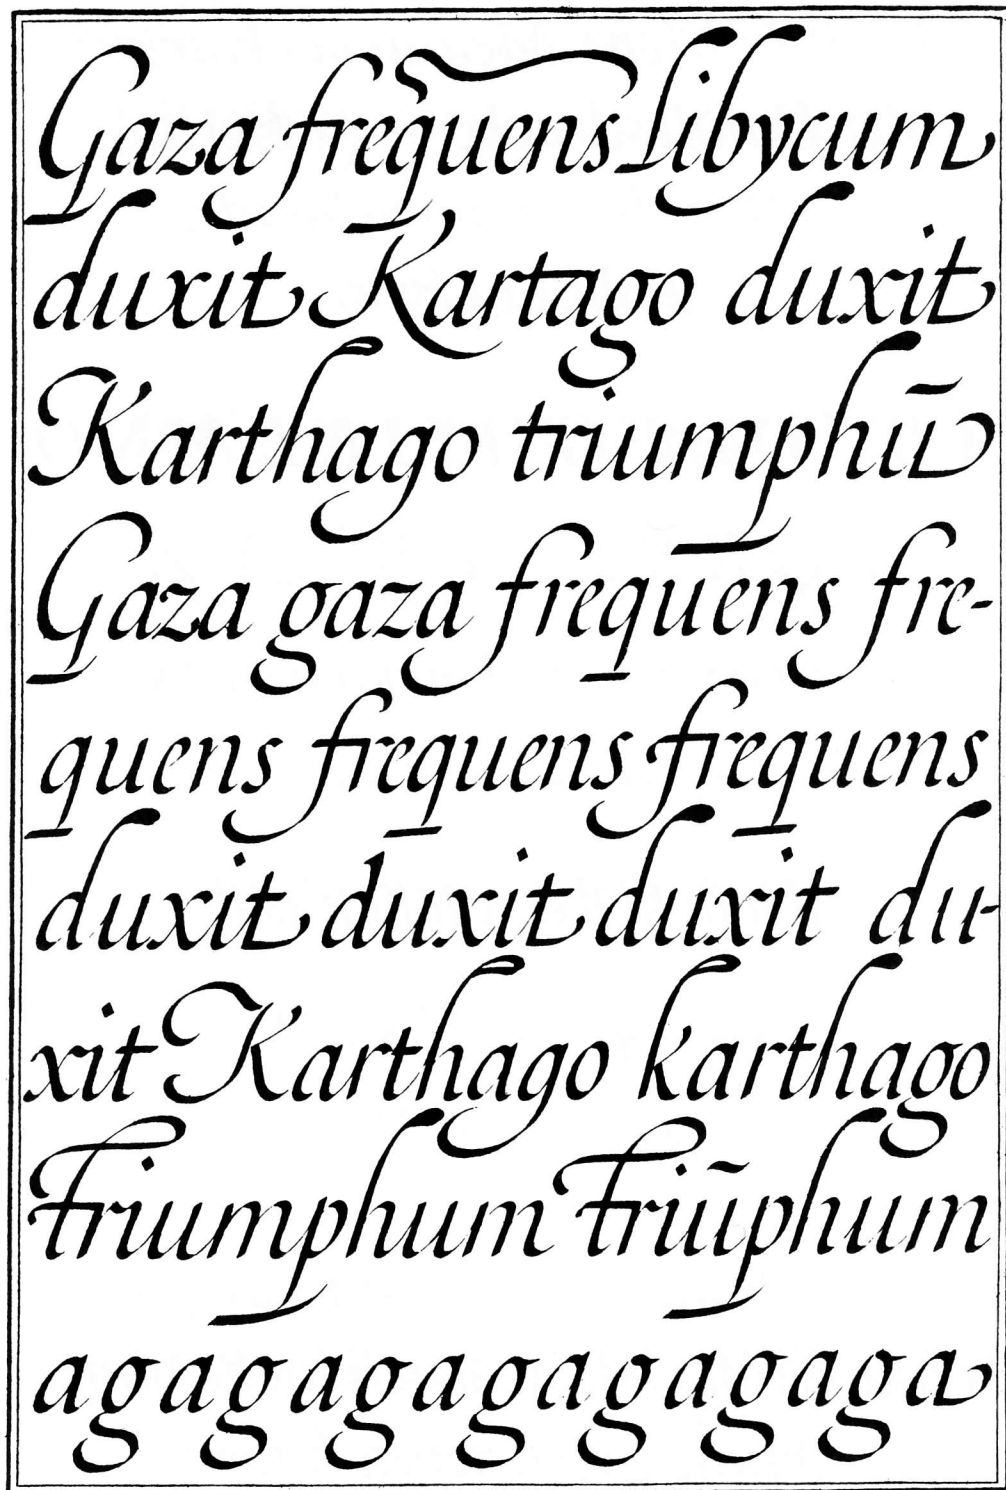 Gaza frequens libycum
duxit Kartago duxit
Karthago triumphū
Gaza gaza frequens fre-
quens frequens frequens
duxit duxit duxit du-
xit Karthago karthago
Triumphum Triūphum
agagagagagagaga